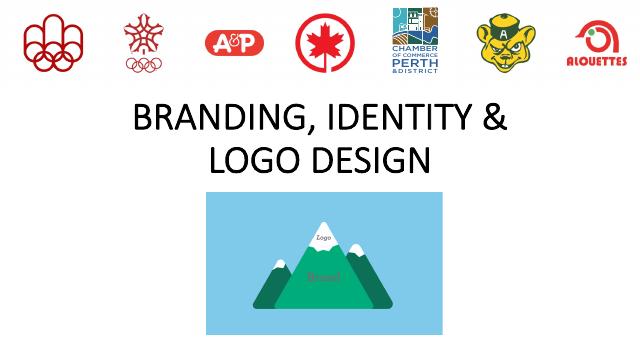 A&P
CHAMBER
OF COMMERCE
PERTH
& DISTRICT
A
ALOUETTES
BRANDING, IDENTITY &
LOGO DESIGN
Logo
Brand